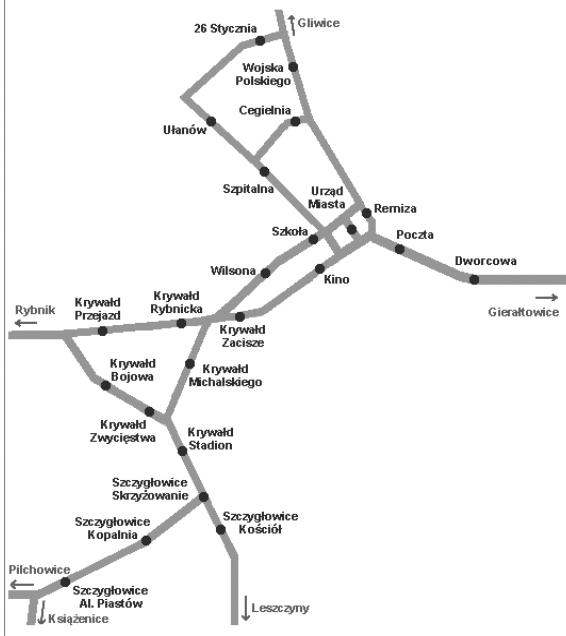 Gliwice
26 Stycznia
Wojska
Polskiego
Cegielnia
Ułanów
Szpitalna
Urząd
Miasta
Remiza
Szkoła
Poczta
Dworcowa
Wilsona
Kino
Gierałtowice
Rybnik
Krywałd
Przejazd
Krywałd
Rybnicka
Krywałd
Zacisze
Krywałd
Bojowa
Krywałd
Michalskiego
Krywałd
Zwycięstwa
Krywałd
Stadion
Szczygłowice
Skrzyżowanie
Szczygłowice
Kopalnia
Szczygłowice
Kościół
Pilchowice
Szczygłowice
Al. Piastów
Książenice
Leszczyny